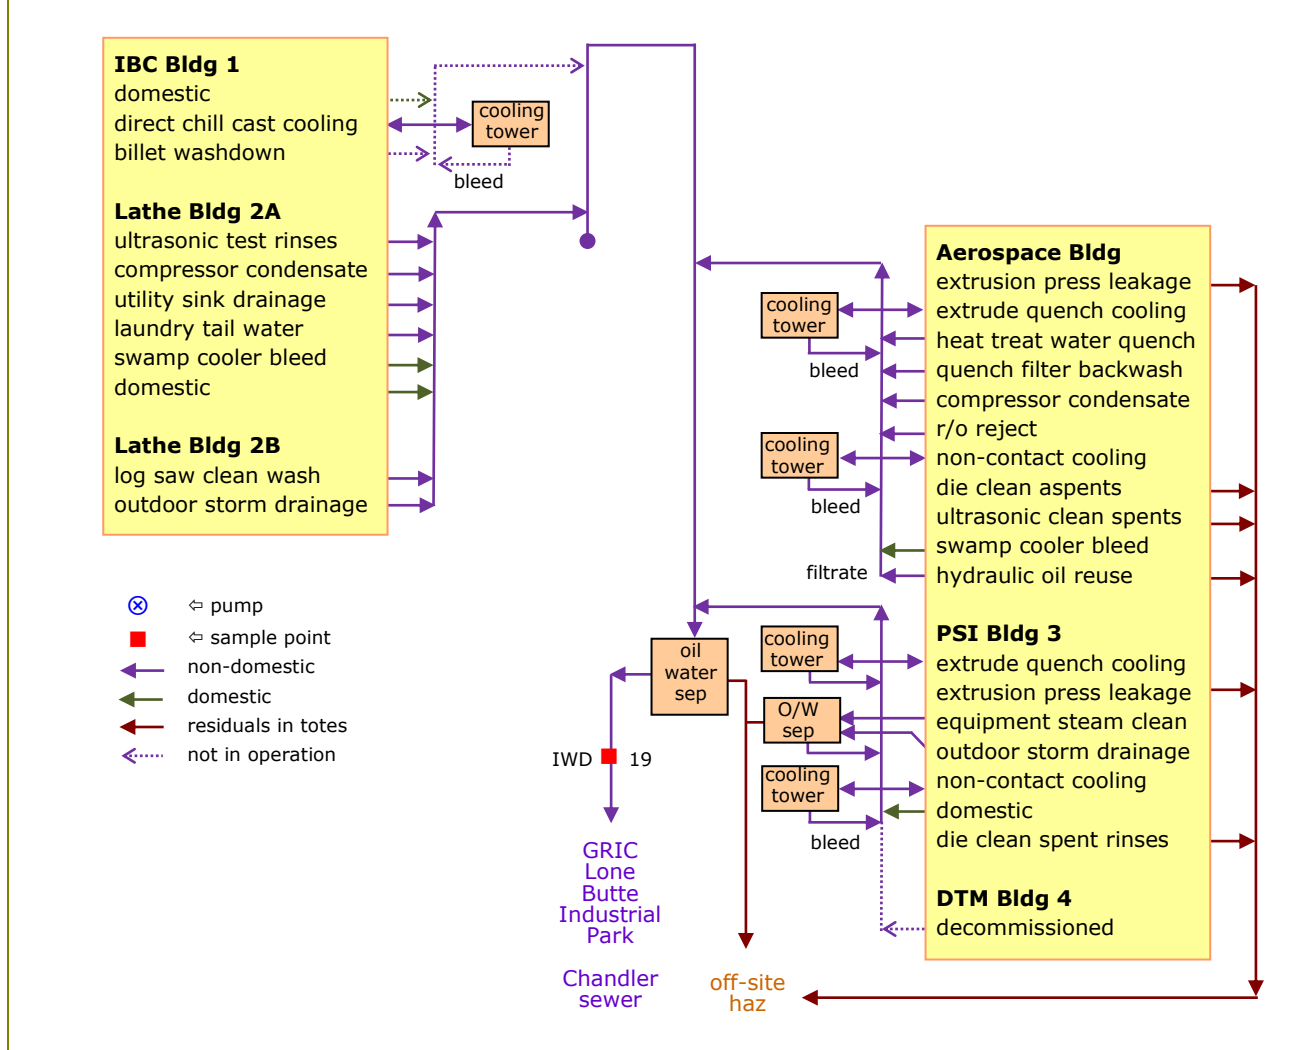 IBC Bldg 1
domestic
direct chill cast cooling
billet washdown
cooling
tower
bleed
Lathe Bldg 2A
ultrasonic test rinses
compressor condensate
utility sink drainage
laundry tail water
swamp cooler bleed
domestic
Lathe Bldg 2B
log saw clean wash
outdoor storm drainage
⇦ pump
⇦ sample point
non-domestic
domestic
residuals in totes
not in operation
oil
water
sep
IWD 19
GRIC
Lone
Butte
Industrial
Park
Chandler
sewer
off-site
haz
cooling
tower
bleed
cooling
tower
bleed
filtrate
cooling
tower
O/W
sep
cooling
tower
bleed
Aerospace Bldg
extrusion press leakage
extrude quench cooling
heat treat water quench
quench filter backwash
compressor condensate
r/o reject
non-contact cooling
die clean aspents
ultrasonic clean spents
swamp cooler bleed
hydraulic oil reuse
PSI Bldg 3
extrude quench cooling
extrusion press leakage
equipment steam clean
outdoor storm drainage
non-contact cooling
domestic
die clean spent rinses
DTM Bldg 4
decommissioned